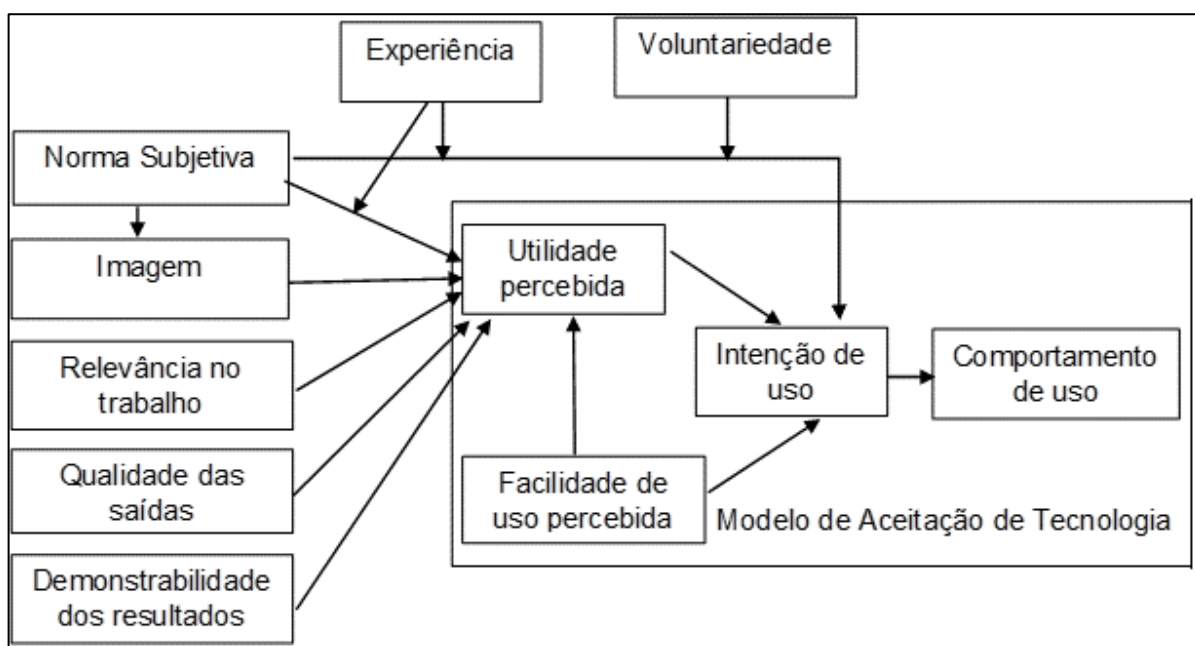 Experiência
Voluntariedade
Norma Subjetiva
Imagem
Utilidade
percebida
Relevância no
trabalho
Intenção de
uso
Comportamento
de uso
Qualidade das
saídas
Facilidade de
uso percebida
Modelo de Aceitação de Tecnologia
Demonstrabilidade
dos resultados